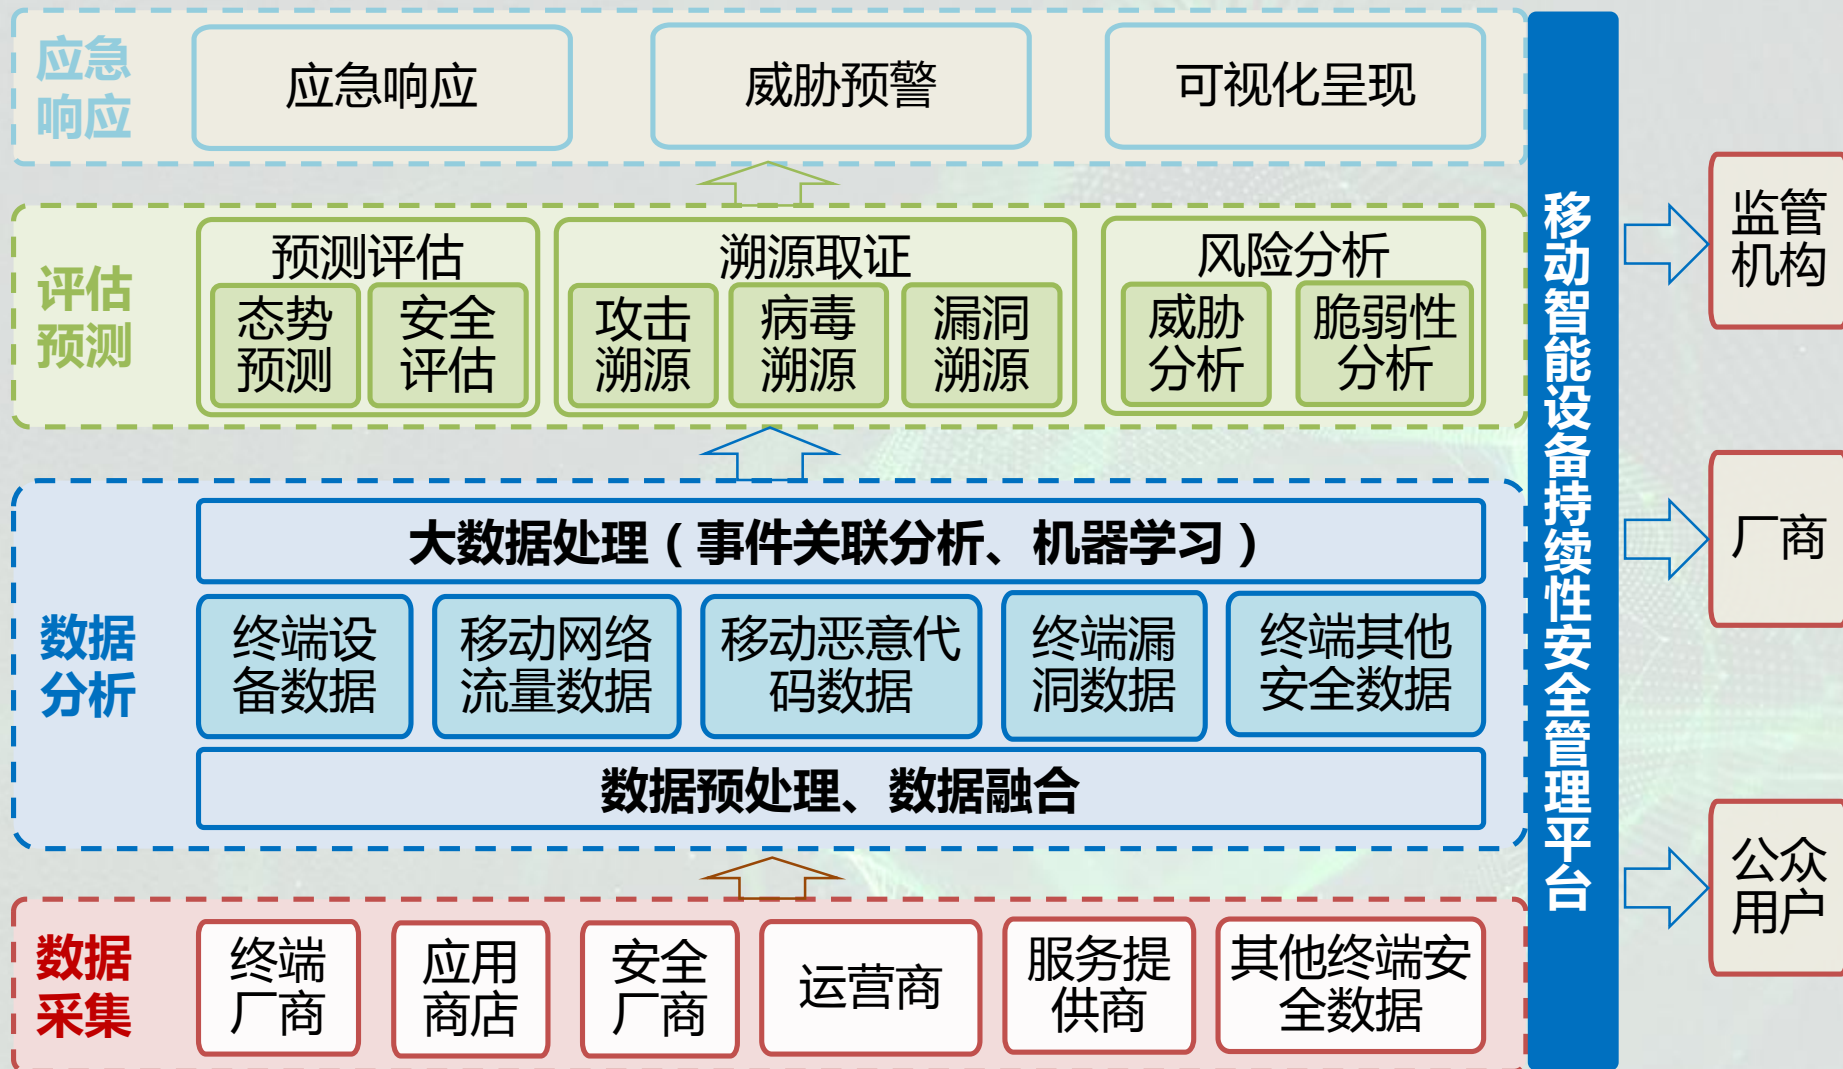 应急
响应
应急响应
威胁预警
可视化呈现
评估
预测
预测评估
态势
预测
安全
评估
溯源取证
攻击
溯源
病毒
溯源
漏洞
溯源
风险分析
威胁
分析
脆弱性
分析
数据
分析
大数据处理（事件关联分析、机器学习）
终端设
备数据
移动网络
流量数据
移动恶意代
码数据
终端漏
洞数据
终端其他
安全数据
数据预处理、数据融合
数据
采集
终端
厂商
应用
商店
安全
厂商
运营商
服务提
供商
其他终端安
全数据
移动智能设备持续性安全管理平台
监管
机构
厂商
公众
用户